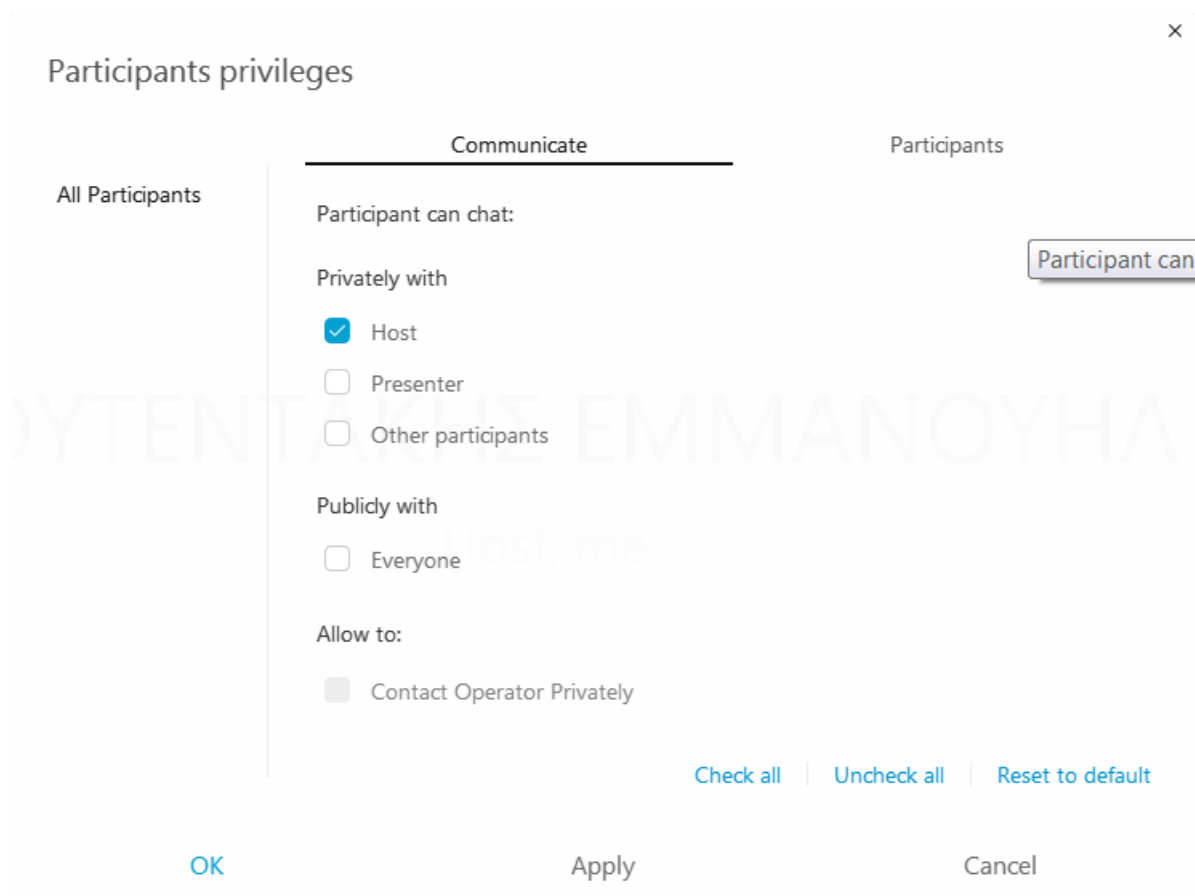 ×
Participants privileges
Communicate Participants
All Participants
Participant can chat:
Participant can
Privately with
Host
Presenter
ΟΥΤΕΝΤΑΚΗΣ ΕΜΜΑΝΟΥΗΛ
Other participants
Publicly with
Host, me
Everyone
Allow to:
Contact Operator Privately
Check all Uncheck all Reset to default
OK Apply Cancel